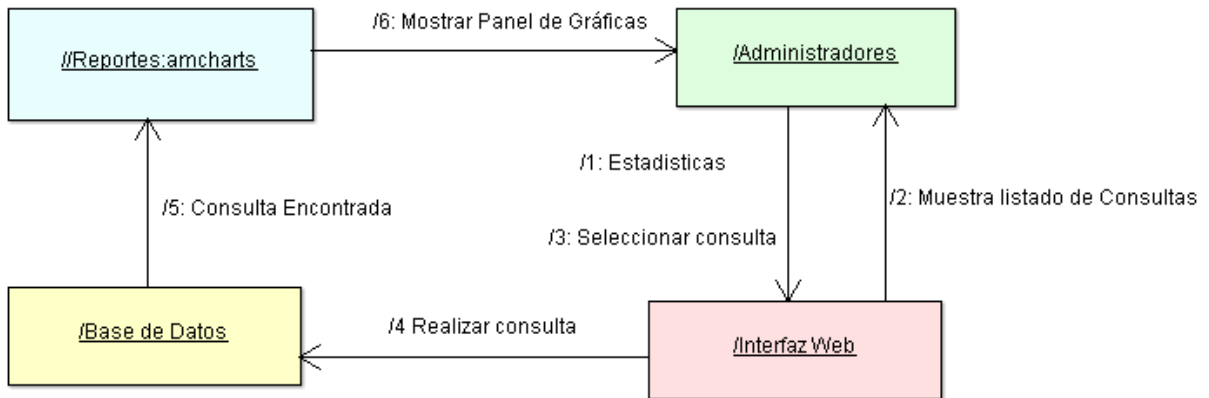 /6: Mostrar Panel de Gráficas
//Reportes:amcharts
/Administradores
/1: Estadisticas
/2: Muestra listado de Consultas
/5: Consulta Encontrada
/3: Seleccionar consulta
/Base de Datos
/4 Realizar consulta
/Interfaz Web